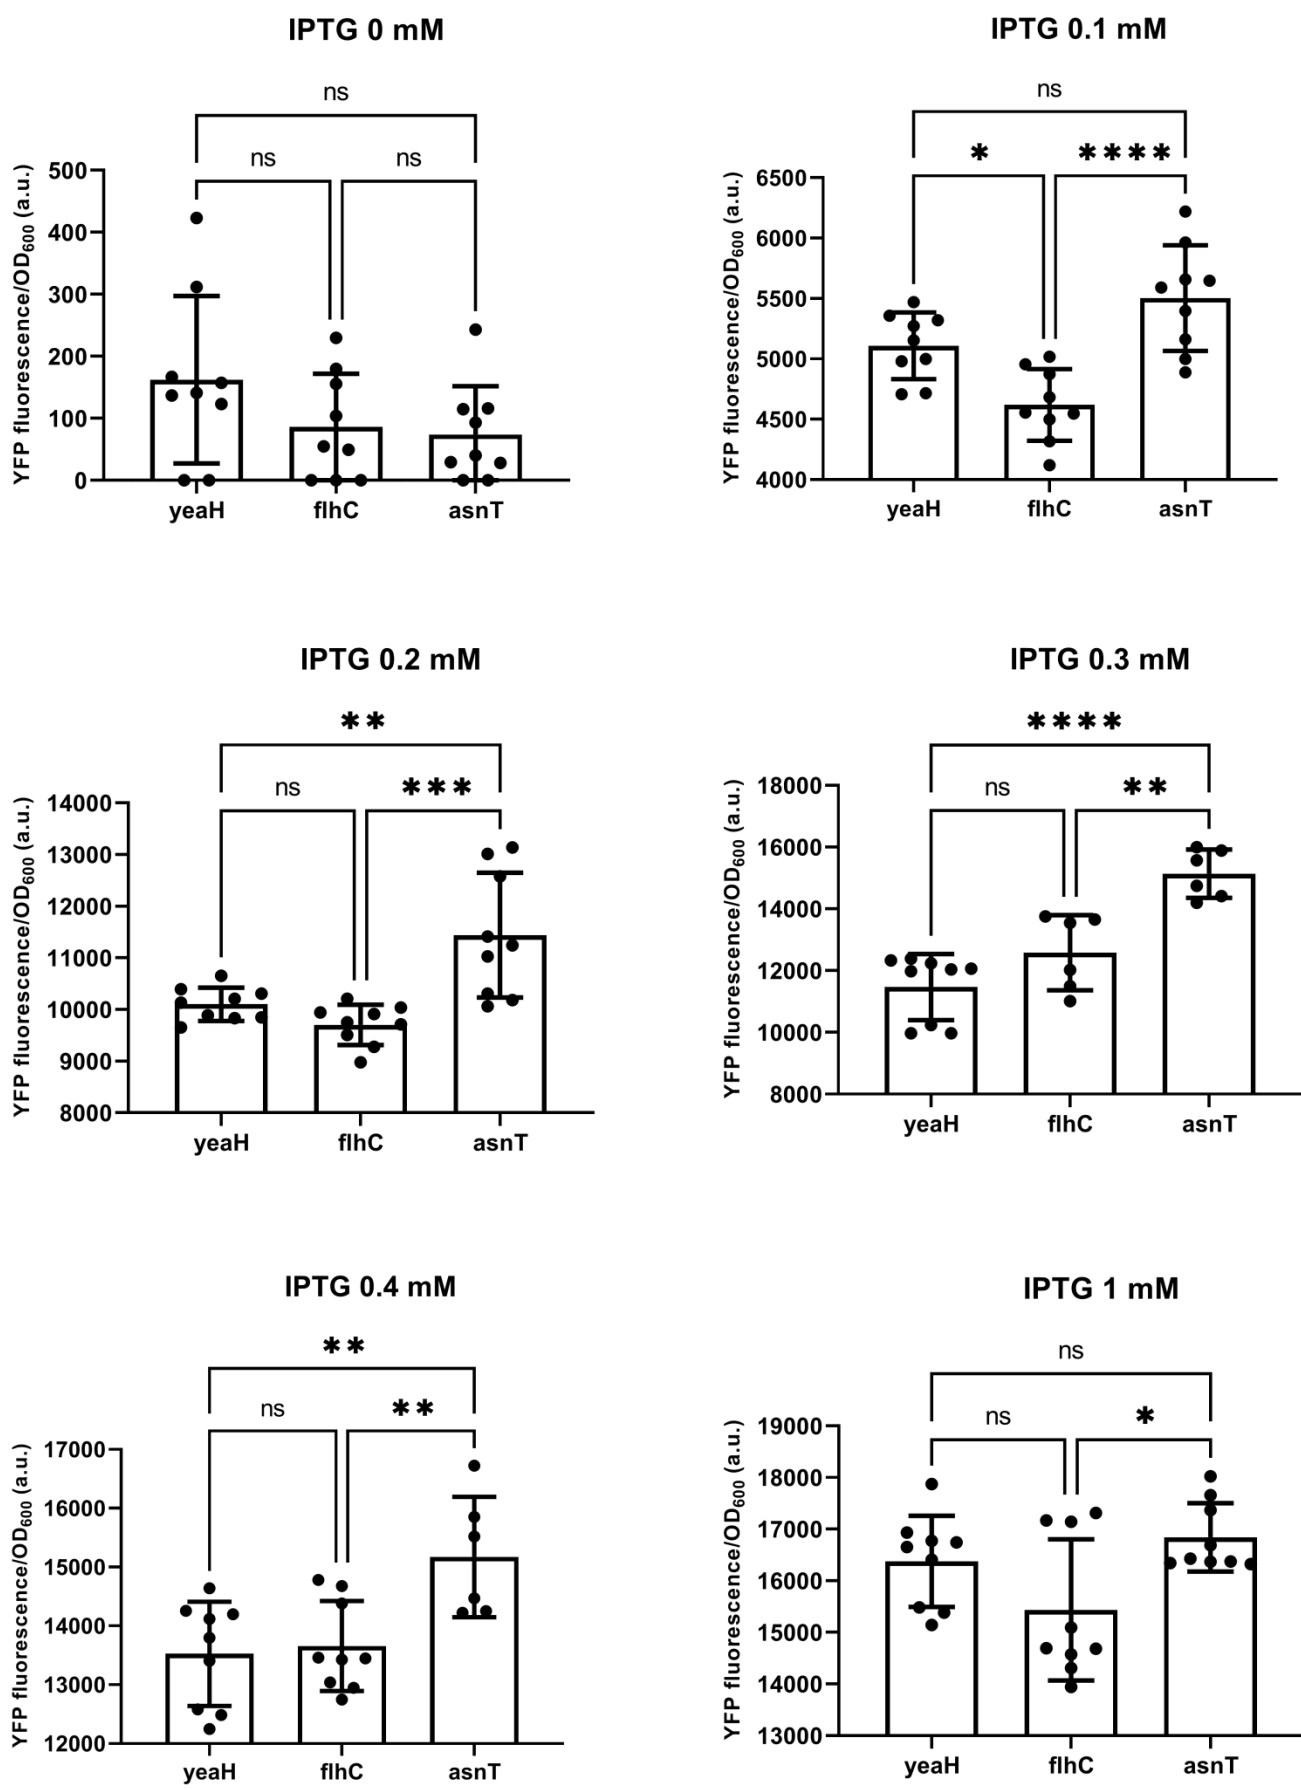 IPTG 0 mM
ns
ns ns
YFP fluorescence/OD600 (a.u.)
500
400
300
200
100
0
yeaH flhC asnT
IPTG 0.1 mM
ns
* ****
YFP fluorescence/OD600 (a.u.)
6500
6000
5500
5000
4500
4000
yeaH flhC asnT
IPTG 0.2 mM
**
ns ***
YFP fluorescence/OD600 (a.u.)
14000
13000
12000
11000
10000
9000
8000
yeaH flhC asnT
IPTG 0.3 mM
****
ns **
YFP fluorescence/OD600 (a.u.)
18000
16000
14000
12000
10000
8000
yeaH flhC asnT
IPTG 0.4 mM
**
ns **
YFP fluorescence/OD600 (a.u.)
17000
16000
15000
14000
13000
12000
yeaH flhC asnT
IPTG 1 mM
ns
ns *
YFP fluorescence/OD600 (a.u.)
19000
18000
17000
16000
15000
14000
13000
yeaH flhC asnT